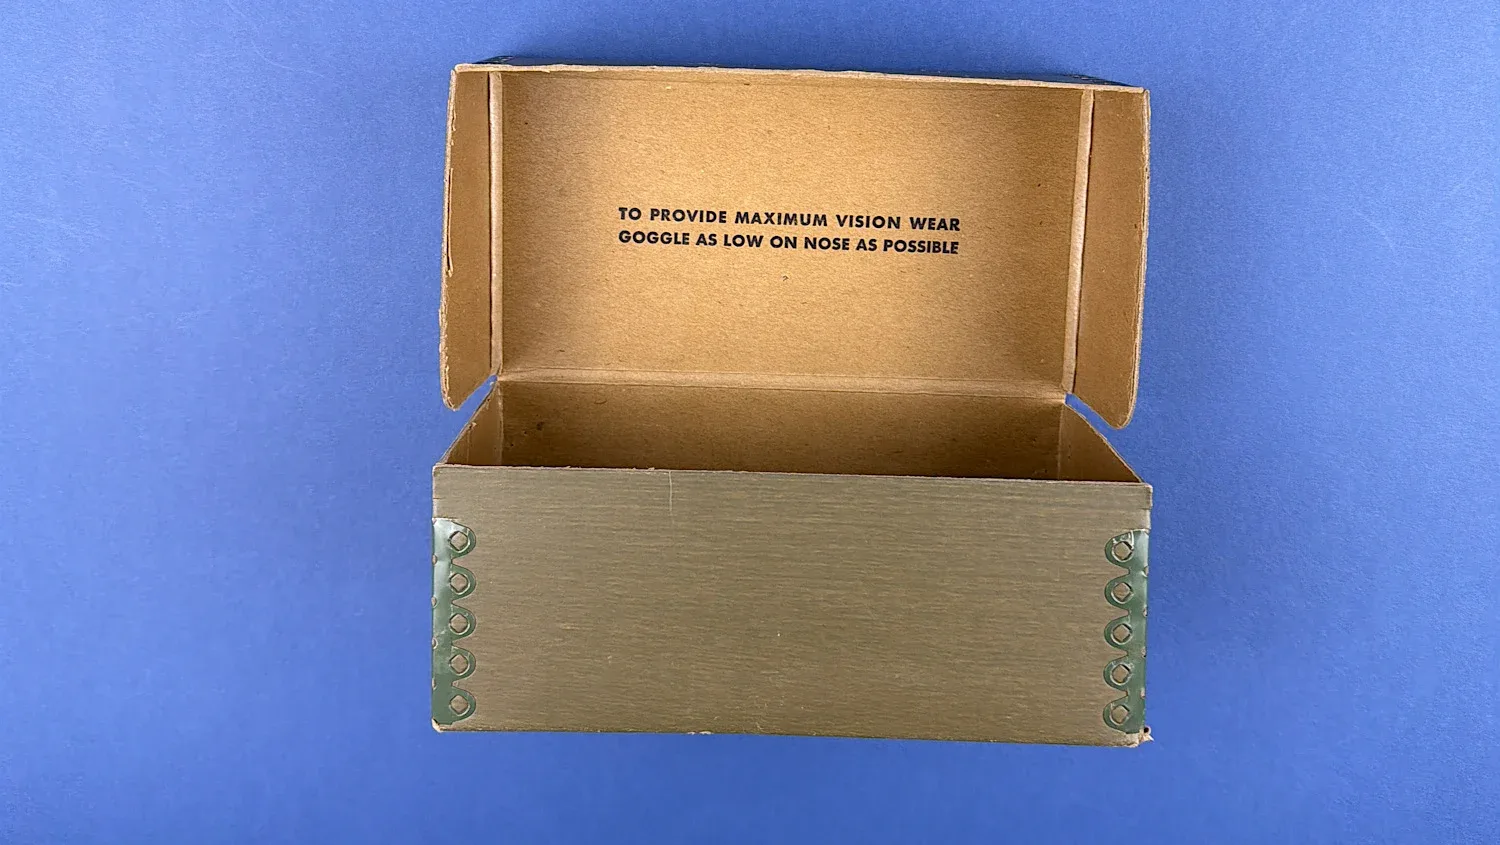 TO PROVIDE MAXIMUM VISION WEAR
GOGGLE AS LOW ON NOSE AS POSSIBLE